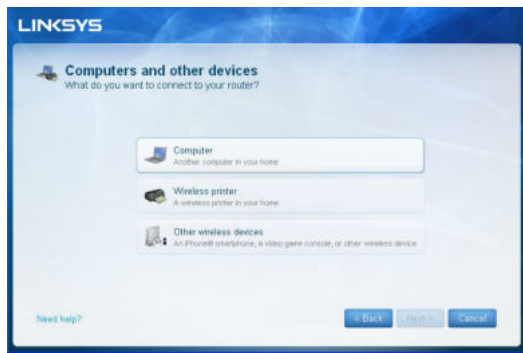 LINKSYS
Computers and other devices
What do you want to connect to your router?
Computer
Another computer in your home
Wireless printer
A wireless printer in your home
Other wireless devices
An iPhone® smartphone, a video game console, or other wireless device
Need help?
< Back
Next >
Cancel